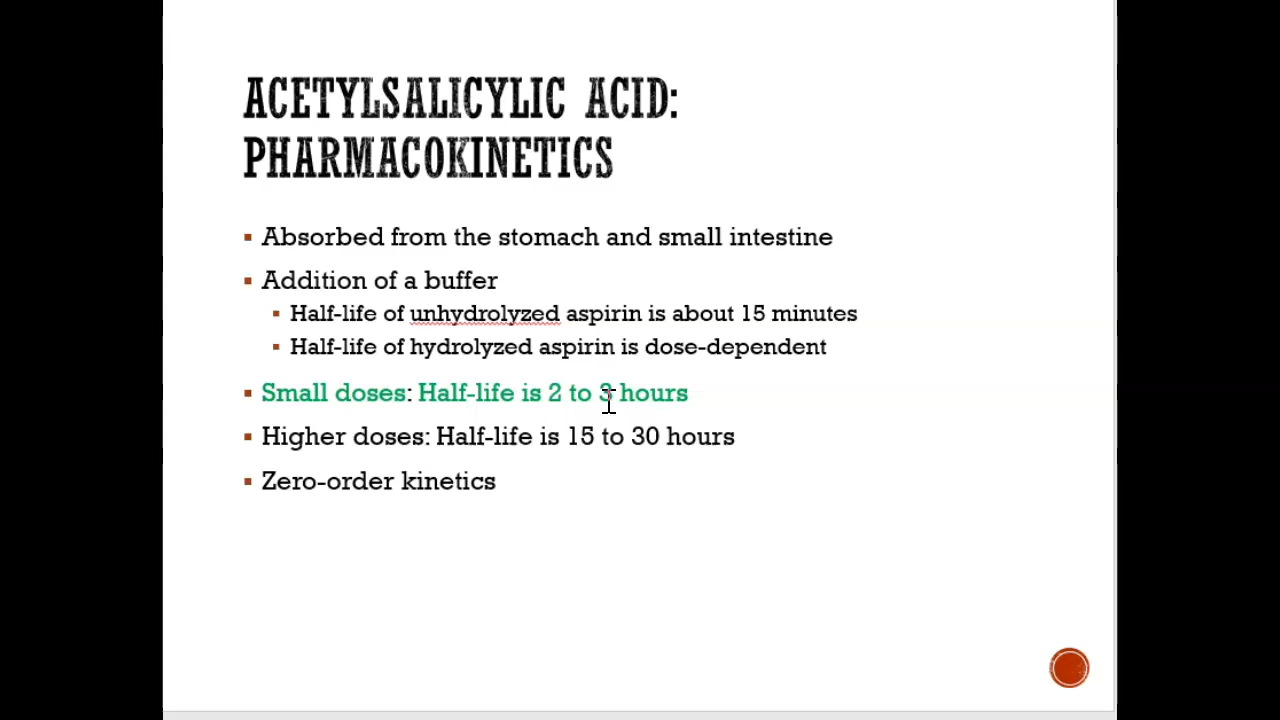 ACETYLSALICYLIC ACID:
PHARMACOKINETICS
▪ Absorbed from the stomach and small intestine
▪ Addition of a buffer
▪ Half-life of unhydrolyzed aspirin is about 15 minutes
▪ Half-life of hydrolyzed aspirin is dose-dependent
▪ Small doses: Half-life is 2 to 3 hours
▪ Higher doses: Half-life is 15 to 30 hours
▪ Zero-order kinetics